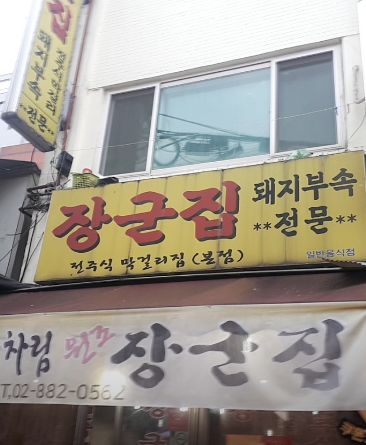 집
돼지부속
*전문*
장군집
돼지부속
**전문**
전주식 막걸리집 (본점)
일반음식점
차림 원조 장군집
T.02-882-0562